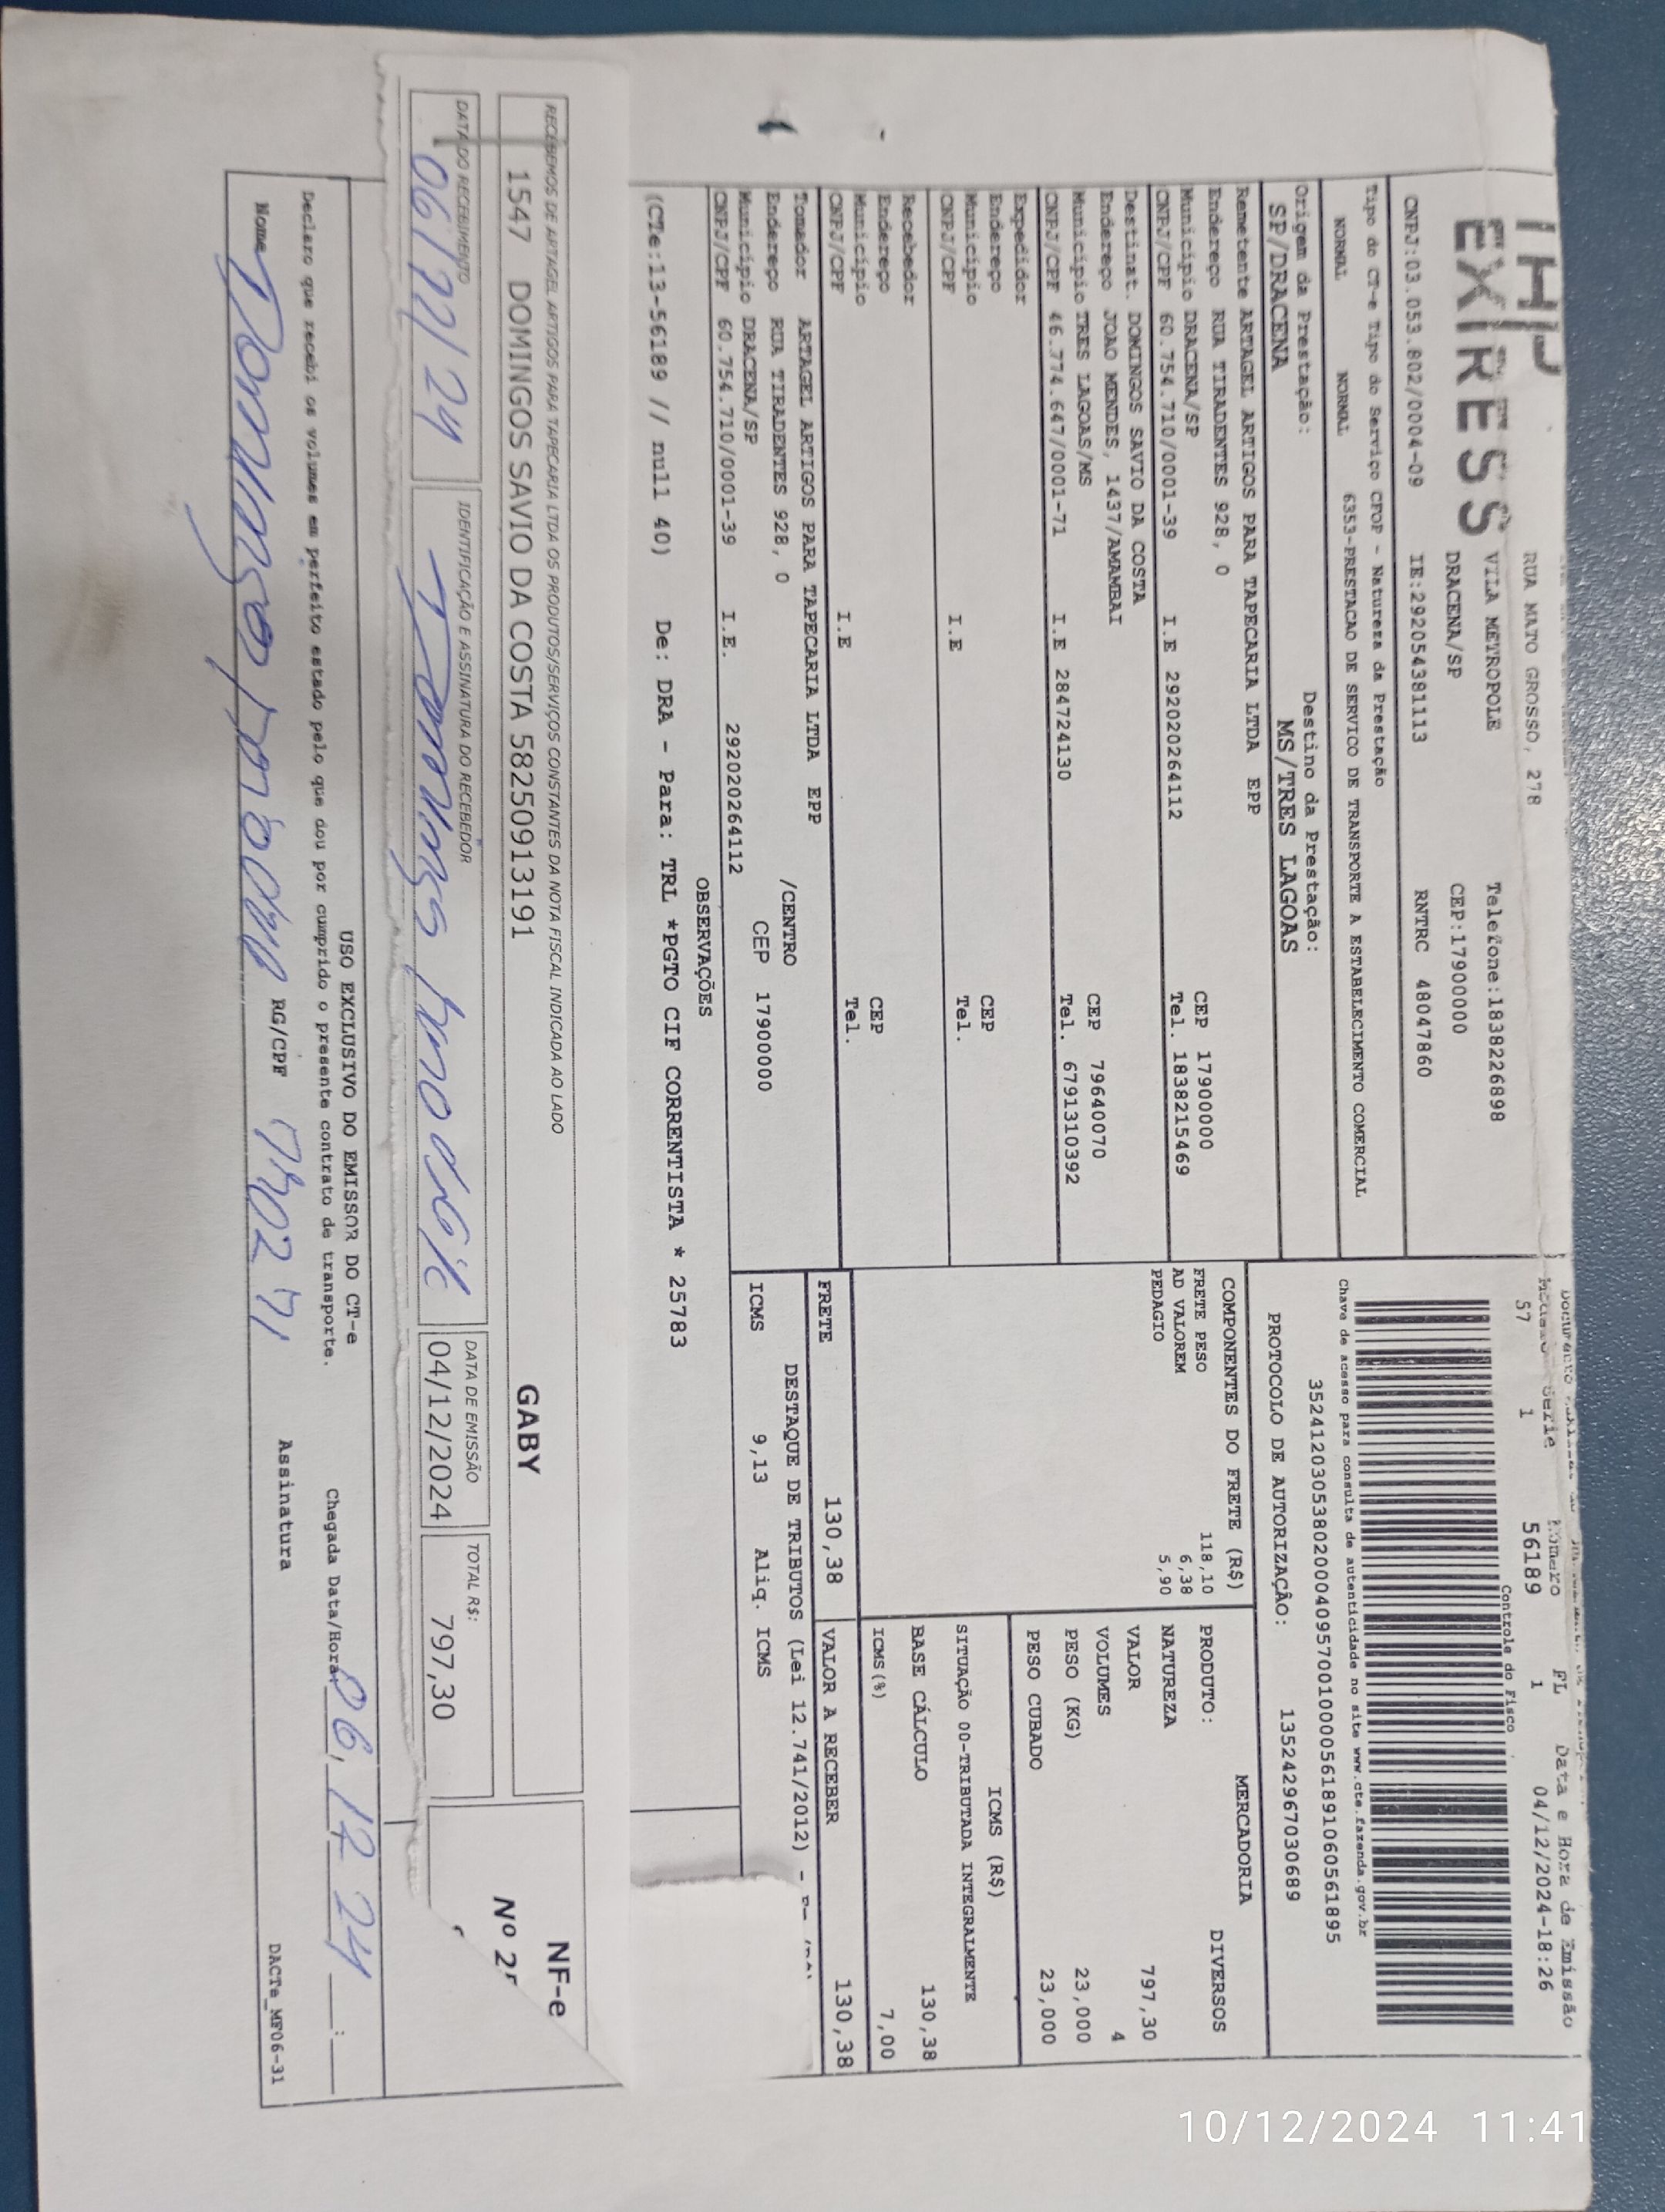 EXPRESS
RUA MATO GROSSO, 278
VILA METROPOLE Telefone:1838226898
DRACENA/SP CEP:17900000
CNPJ:03.053.802/0004-09 IE:292054381113 RNTRC 48047860
Modelo Serie Número FL Data e Hora de Emissão
57 1 56189 1 04/12/2024-18:26
Controle do Fisco
Tipo do CT-e Tipo do Serviço CFOP - Natureza da Prestação
NORMAL NORMAL 6353-PRESTACAO DE SERVICO DE TRANSPORTE A ESTABELECIMENTO COMERCIAL
Chave de acesso para consulta de autenticidade no site www.cte.fazenda.gov.br
35241203053802000409570010000561891060561895
Origem da Prestação: Destino da Prestação:
SP/DRACENA MS/TRES LAGOAS
PROTOCOLO DE AUTORIZAÇÃO: 135242967030689
Remetente ARTAGEL ARTIGOS PARA TAPECARIA LTDA EPP
Endereço RUA TIRADENTES 928, 0
Município DRACENA/SP CEP 17900000
CNPJ/CPF 60.754.710/0001-39 I.E 292020264112 Tel. 1838215469
Destinat. DOMINGOS SAVIO DA COSTA
Endereço JOAO MENDES, 1437/AMAMBAI
Município TRES LAGOAS/MS CEP 79640070
CNPJ/CPF 46.774.647/0001-71 I.E 284724130 Tel. 6791310392
Expedidor
Endereço
Município CEP
CNPJ/CPF I.E Tel.
Recebedor
Endereço
Município CEP
CNPJ/CPF I.E Tel.
Tomador ARTAGEL ARTIGOS PARA TAPECARIA LTDA EPP
Endereço RUA TIRADENTES 928, 0 /CENTRO
Município DRACENA/SP CEP 17900000
CNPJ/CPF 60.754.710/0001-39 I.E. 292020264112
COMPONENTES DO FRETE (R$)
FRETE PESO 118,10
AD VALOREM 6,38
PEDAGIO 5,90
MERCADORIA
PRODUTO: DIVERSOS
NATUREZA
VALOR 797,30
VOLUMES 4
PESO (KG) 23,000
PESO CUBADO 23,000
ICMS (R$)
SITUAÇÃO 00-TRIBUTADA INTEGRALMENTE
BASE CÁLCULO 130,38
ICMS(%) 7,00
FRETE 130,38 VALOR A RECEBER 130,38
DESTAQUE DE TRIBUTOS (Lei 12.741/2012) -
ICMS 9,13 Aliq. ICMS
OBSERVAÇÕES
(CTe:13-56189 // null 40) De: DRA - Para: TRL *PGTO CIF CORRENTISTA * 25783
RECEBEMOS DE ARTAGEL ARTIGOS PARA TAPECARIA LTDA OS PRODUTOS/SERVIÇOS CONSTANTES DA NOTA FISCAL INDICADA AO LADO
1547 DOMINGOS SAVIO DA COSTA 58250913191 GABY
NF-e
Nº
DATA DO RECEBIMENTO IDENTIFICAÇÃO E ASSINATURA DO RECEBEDOR DATA DE EMISSÃO TOTAL R$:
06/12/24 Domingos 04/12/2024 797,30
USO EXCLUSIVO DO EMISSOR DO CT-e
Declaro que recebi os volumes em perfeito estado pelo que dou por cumprido o presente contrato de transporte. Chegada Data/Hora 06, 12 24 :
Nome Domingos RG/CPF Assinatura
DACTe_MF06-31
10/12/2024 11:41